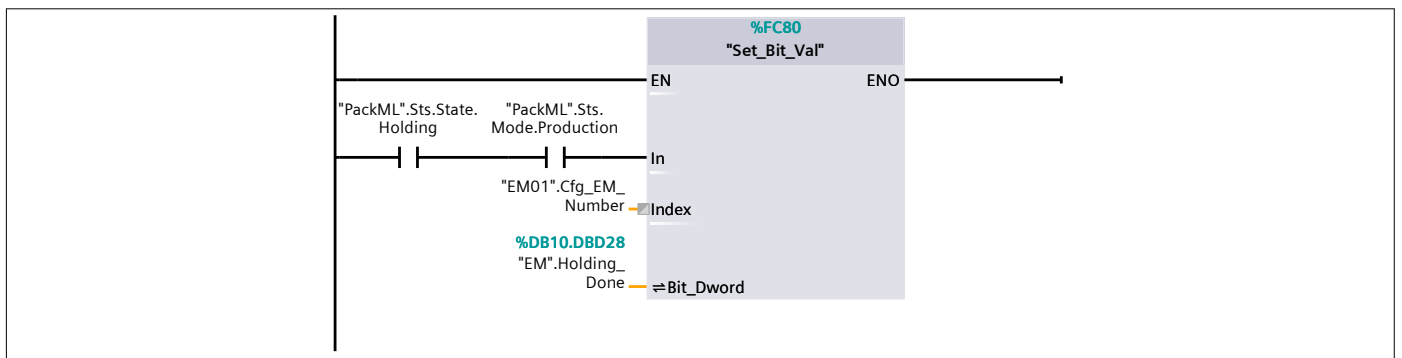 %FC80
"Set_Bit_Val"
EN
ENO
"PackML".Sts.State.
Holding
"PackML".Sts.
Mode.Production
In
"EM01".Cfg_EM_
Number
Index
%DB10.DBD28
"EM".Holding_
Done
⇌Bit_Dword